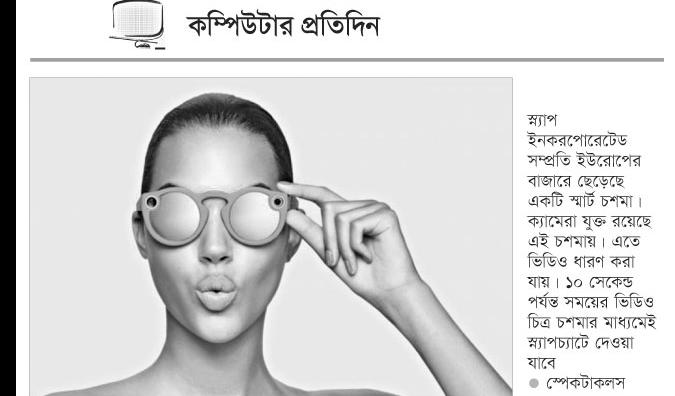 কম্পিউটার প্রতিদিন
স্ন্যাপ
ইনকরপোরেটেড
সম্প্রতি ইউরোপের
বাজারে ছেড়েছে
একটি স্মার্ট চশমা।
ক্যামেরা যুক্ত রয়েছে
এই চশমায়। এতে
ভিডিও ধারণ করা
যায়। ১০ সেকেন্ড
পর্যন্ত সময়ের ভিডিও
চিত্র চশমার মাধ্যমেই
স্ন্যাপচ্যাটে দেওয়া
যাবে
● স্পেকটাকলস